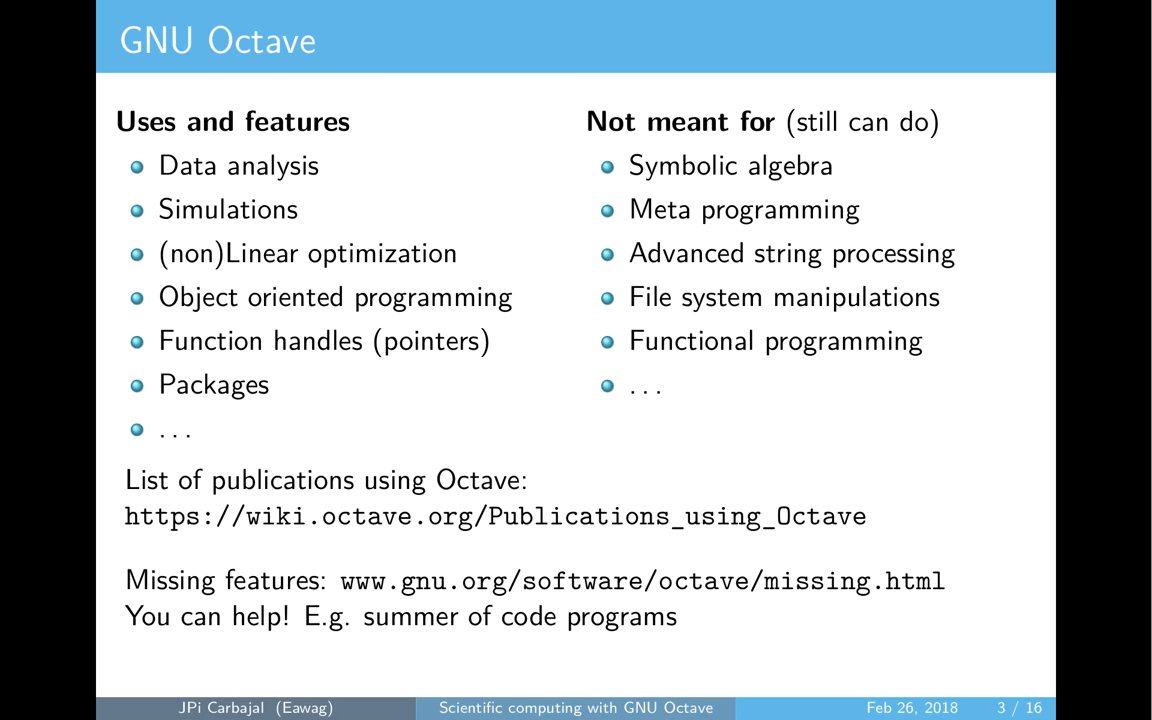 GNU Octave
Uses and features
Data analysis
Simulations
(non)Linear optimization
Object oriented programming
Function handles (pointers)
Packages
...
Not meant for (still can do)
Symbolic algebra
Meta programming
Advanced string processing
File system manipulations
Functional programming
...
List of publications using Octave:
https://wiki.octave.org/Publications_using_Octave
Missing features: www.gnu.org/software/octave/missing.html
You can help! E.g. summer of code programs
JPi Carbajal (Eawag) Scientific computing with GNU Octave Feb 26, 2018 3 / 16